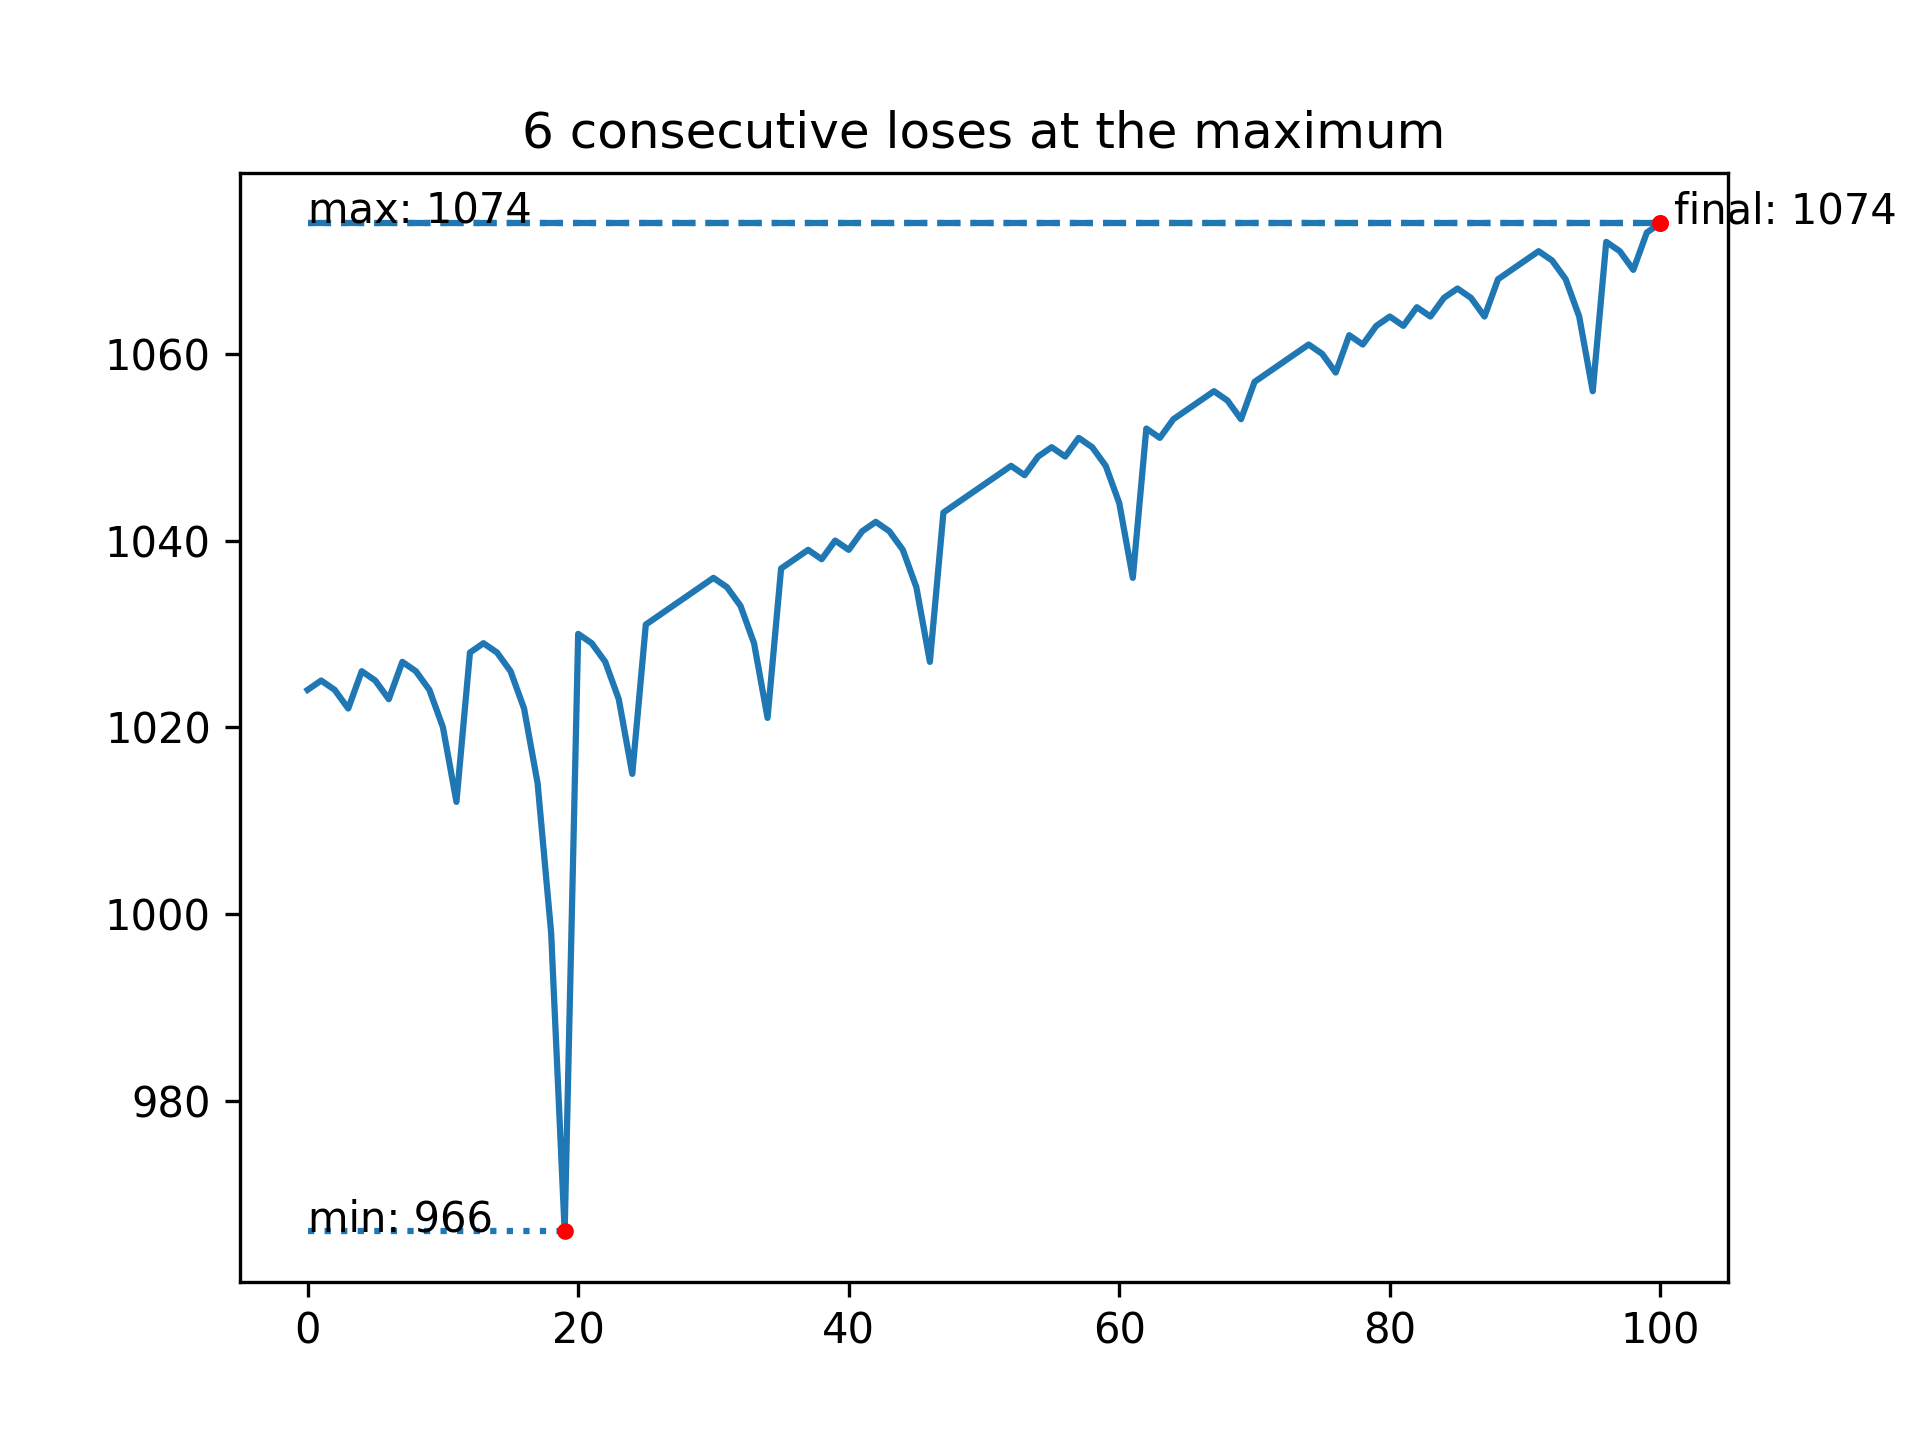 6 consecutive loses at the maximum
max: 1074
final: 1074
1060
1040
1020
1000
980
min: 966
0 20 40 60 80 100